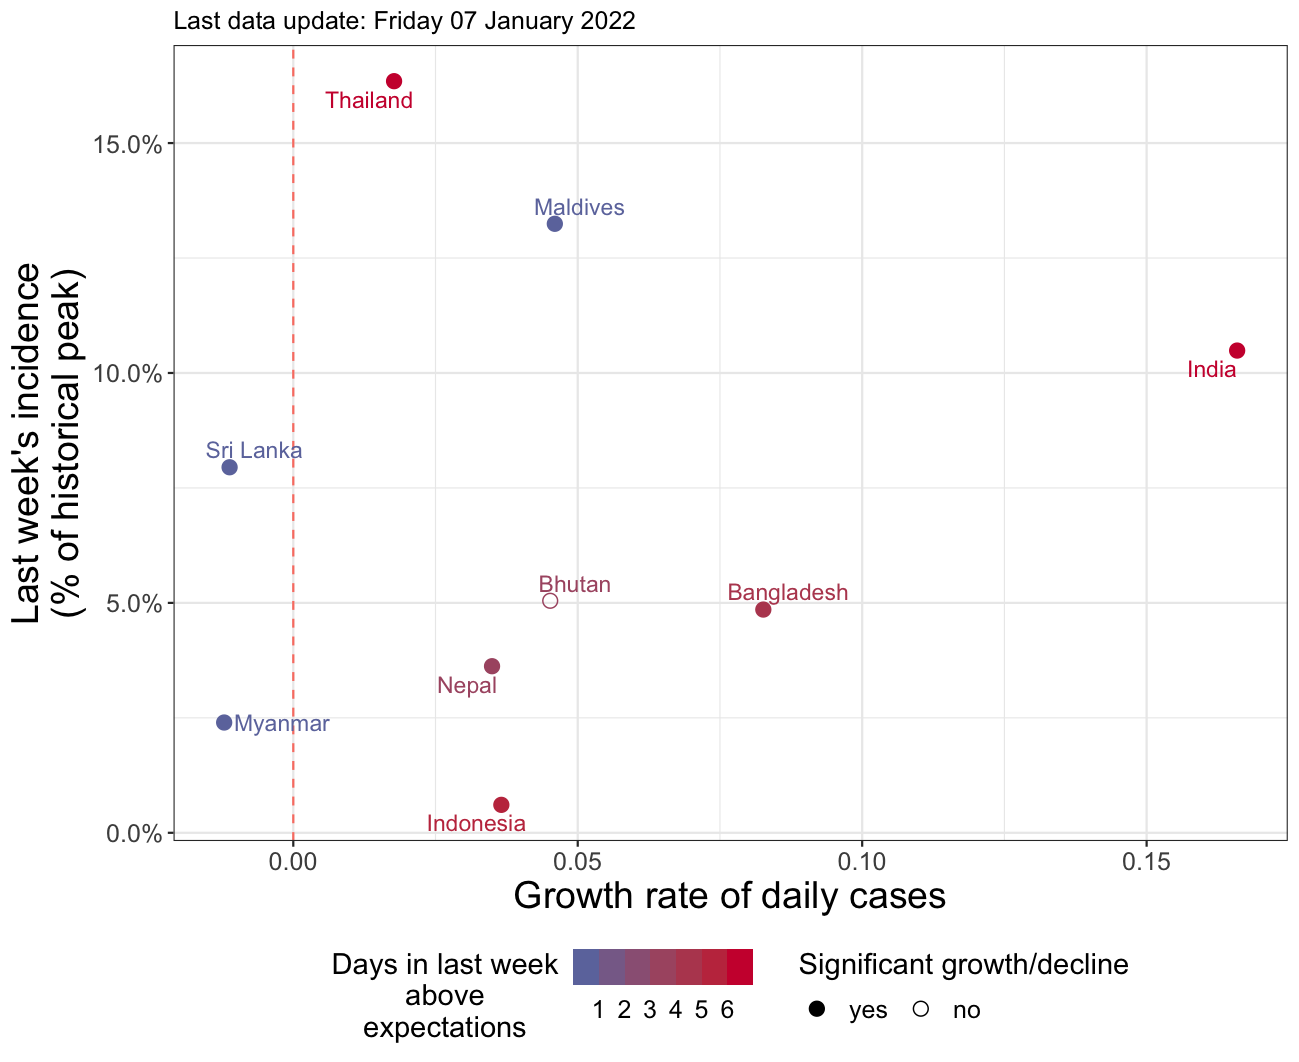 Last data update: Friday 07 January 2022
Thailand
15.0%
Maldives
Last week's incidence
(% of historical peak)
10.0%
India
Sri Lanka
Bhutan
Bangladesh
5.0%
Nepal
Myanmar
Indonesia
0.0%
0.00 0.05 0.10 0.15
Growth rate of daily cases
Days in last week
above
expectations
1 2 3 4 5 6
Significant growth/decline
yes no